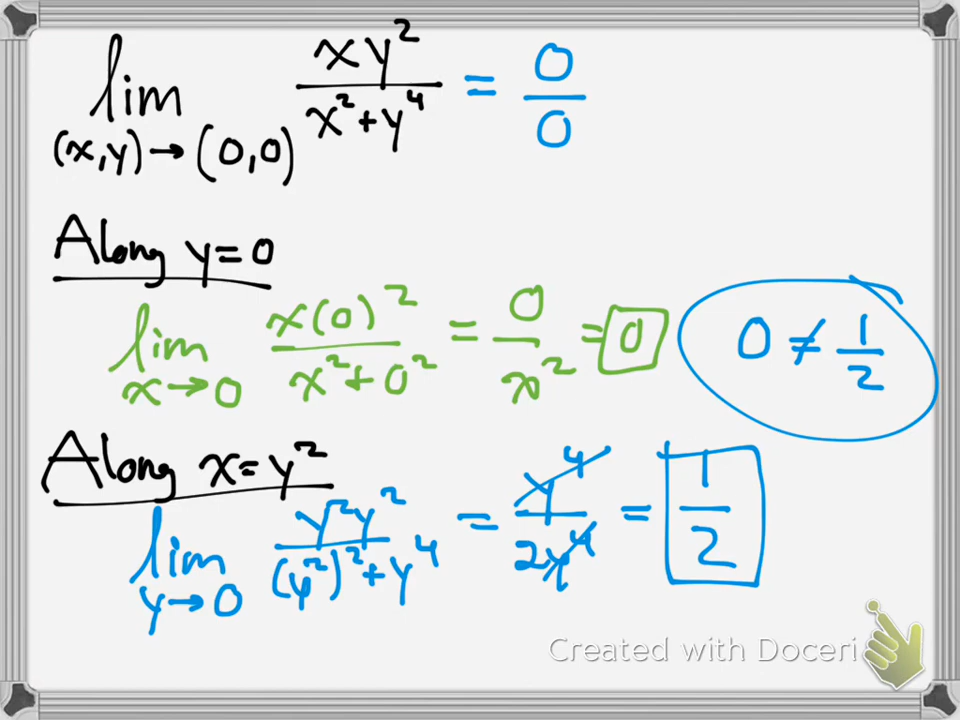 lim (x,y)→(0,0) xy²/(x²+y⁴) = 0/0
Along y=0
lim x→0 x(0)²/(x²+0²) = 0/x² = 0
0 ≠ 1/2
Along x=y²
lim y→0 y²y²/((y²)²+y⁴) = y⁴/2y⁴ = 1/2
Created with Doceri